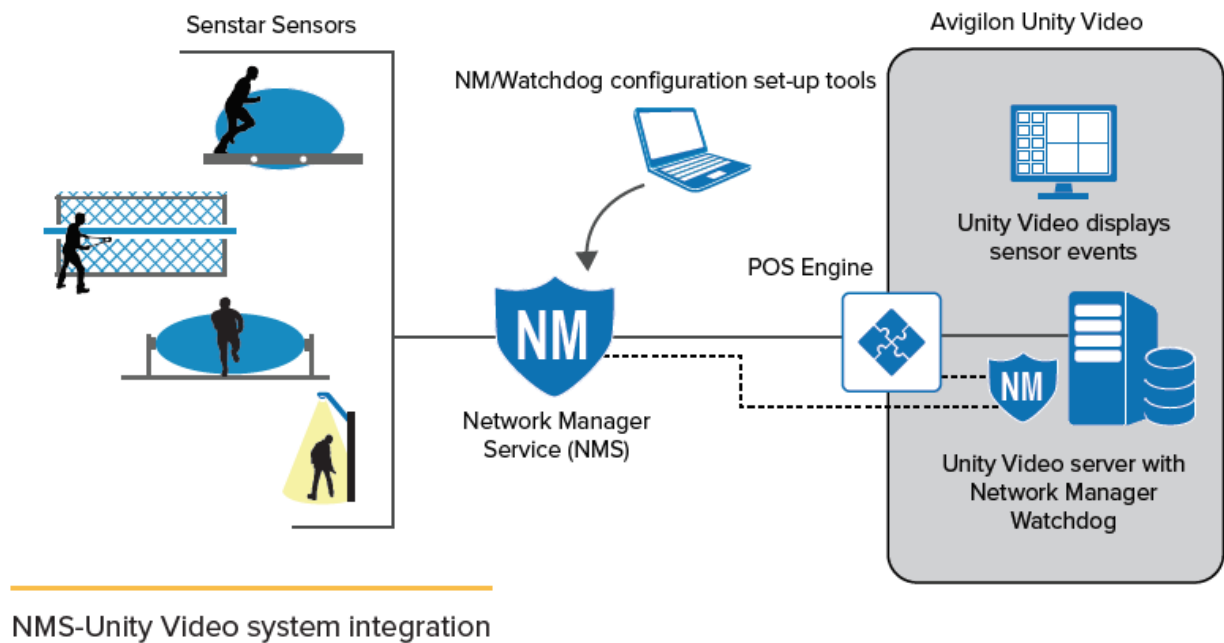 Senstar Sensors
Avigilon Unity Video
NM/Watchdog configuration set-up tools
Unity Video displays
sensor events
POS Engine
NM
NM
Network Manager
Service (NMS)
Unity Video server with
Network Manager
Watchdog
NMS-Unity Video system integration